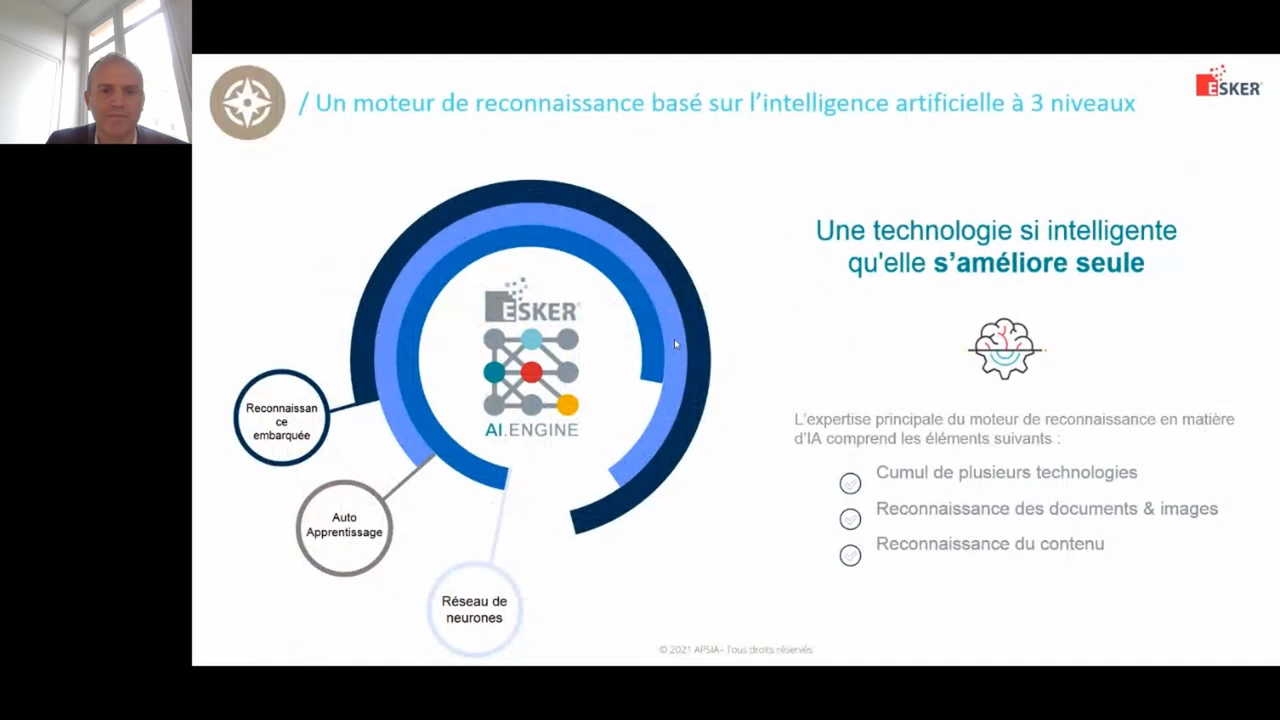 / Un moteur de reconnaissance basé sur l'intelligence artificielle à 3 niveaux
ESKER
ESKER
AI.ENGINE
Reconnaissan
ce
embarquée
Auto
Apprentissage
Réseau de
neurones
Une technologie si intelligente
qu'elle s'améliore seule
L'expertise principale du moteur de reconnaissance en matière
d'IA comprend les éléments suivants :
Cumul de plusieurs technologies
Reconnaissance des documents & images
Reconnaissance du contenu
© 2021 APSIA– Tous droits réservés